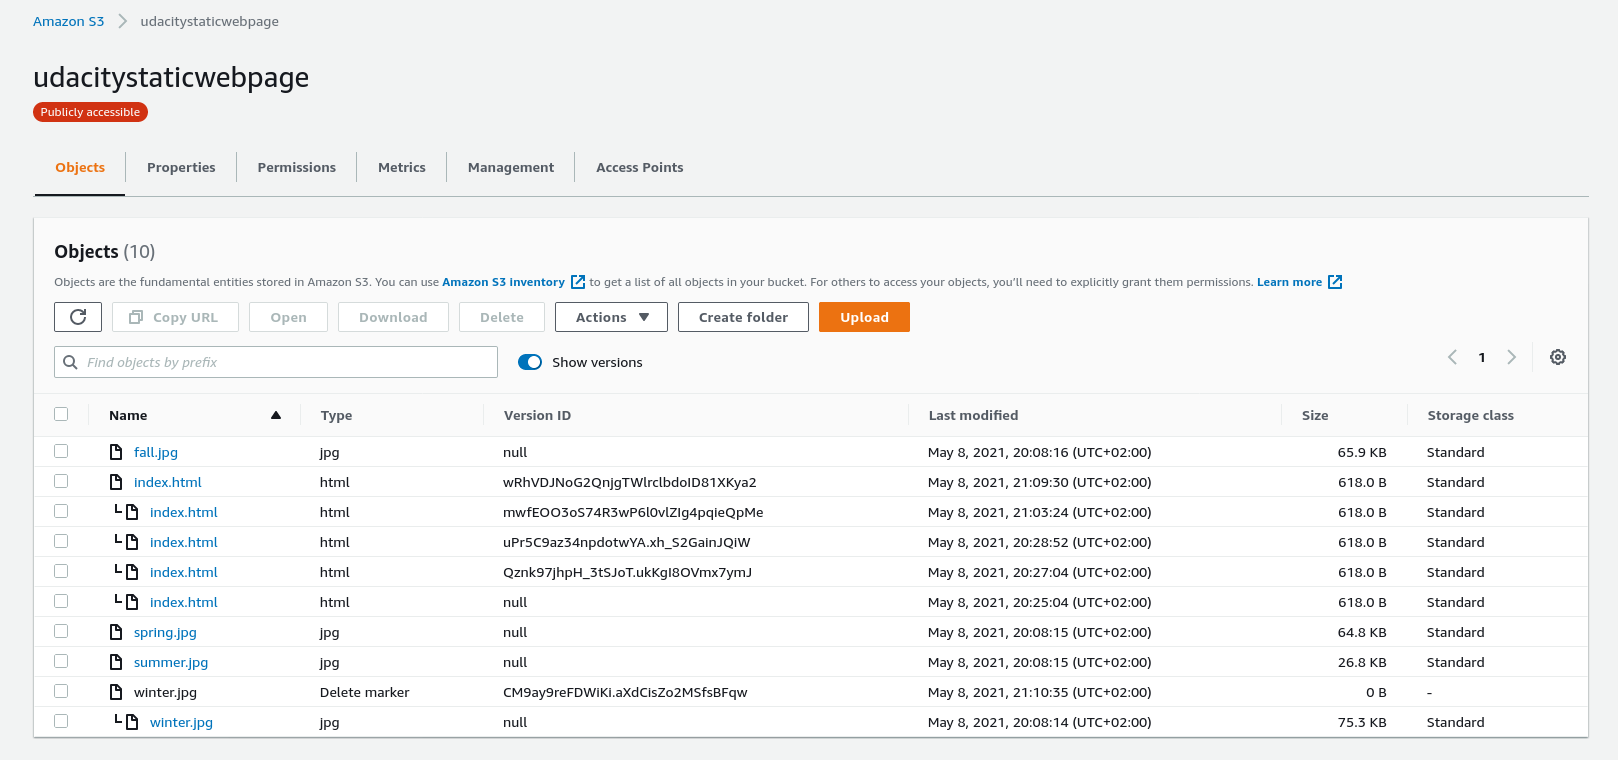 Amazon S3 > udacitystaticwebpage
udacitystaticwebpage
Publicly accessible
Objects Properties Permissions Metrics Management Access Points
Objects (10)
Objects are the fundamental entities stored in Amazon S3. You can use Amazon S3 inventory to get a list of all objects in your bucket. For others to access your objects, you'll need to explicitly grant them permissions. Learn more
Copy URL Open Download Delete Actions Create folder Upload
Find objects by prefix Show versions 1
Name Type Version ID Last modified Size Storage class
fall.jpg jpg null May 8, 2021, 20:08:16 (UTC+02:00) 65.9 KB Standard
index.html html wRhVDJNoG2QnjgTWlrclbdoID81XKya2 May 8, 2021, 21:09:30 (UTC+02:00) 618.0 B Standard
index.html html mwfEOO3oS74R3wP6l0vlZIg4pqieQpMe May 8, 2021, 21:03:24 (UTC+02:00) 618.0 B Standard
index.html html uPr5C9az34npdotwYA.xh_S2GaInJQiW May 8, 2021, 20:28:52 (UTC+02:00) 618.0 B Standard
index.html html Qznk97jhpH_3tSJoT.ukKgI8OVmx7ymJ May 8, 2021, 20:27:04 (UTC+02:00) 618.0 B Standard
index.html html null May 8, 2021, 20:25:04 (UTC+02:00) 618.0 B Standard
spring.jpg jpg null May 8, 2021, 20:08:15 (UTC+02:00) 64.8 KB Standard
summer.jpg jpg null May 8, 2021, 20:08:15 (UTC+02:00) 26.8 KB Standard
winter.jpg Delete marker CM9ay9reFDWiKi.aXdCisZo2MSfsBFqw May 8, 2021, 21:10:35 (UTC+02:00) 0 B -
winter.jpg jpg null May 8, 2021, 20:08:14 (UTC+02:00) 75.3 KB Standard